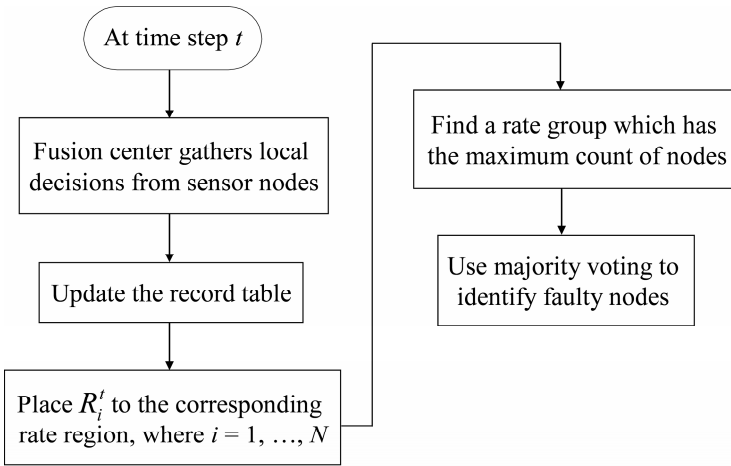 At time step t
Fusion center gathers local
decisions from sensor nodes
Update the record table
Place R_i^t to the corresponding
rate region, where i = 1, …, N
Find a rate group which has
the maximum count of nodes
Use majority voting to
identify faulty nodes